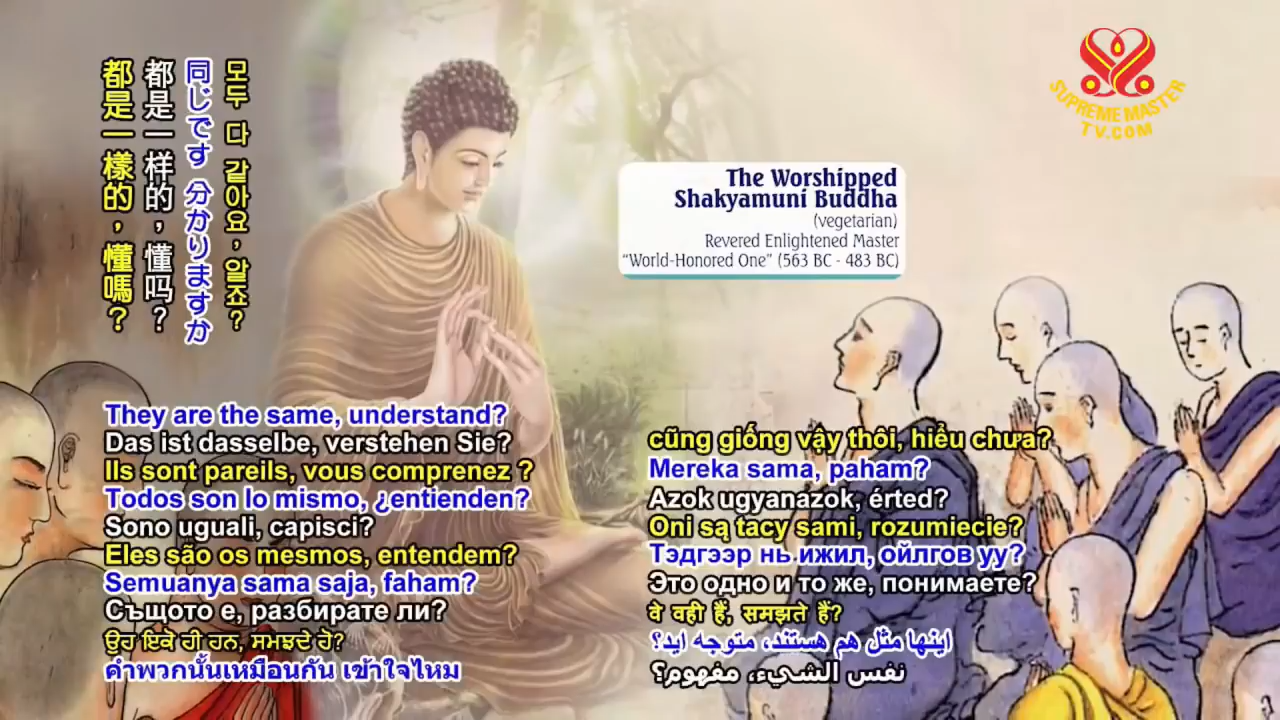 都是一樣的，懂嗎？
都是一样的，懂吗？
同じです 分かりますか
모두 다 같아요, 알죠?
SUPREME MASTER
TV.COM
The Worshipped
Shakyamuni Buddha
(vegetarian)
Revered Enlightened Master
“World-Honored One” (563 BC - 483 BC)
They are the same, understand?
Das ist dasselbe, verstehen Sie?
Ils sont pareils, vous comprenez ?
Todos son lo mismo, ¿entienden?
Sono uguali, capisci?
Eles são os mesmos, entendem?
Semuanya sama saja, faham?
Същото е, разбирате ли?
ਉਹ ਇਕੋ ਹੀ ਹਨ, ਸਮਝਦੇ ਹੋ?
คำพวกนั้นเหมือนกัน เข้าใจไหม
cũng giống vậy thôi, hiểu chưa?
Mereka sama, paham?
Azok ugyanazok, érted?
Oni są tacy sami, rozumiecie?
Тэдгээр нь ижил, ойлгов уу?
Это одно и то же, понимаете?
वे वही हैं, समझते हैं?
اینها مثل هم هستند، متوجه اید؟
نفس الشيء، مفهوم؟